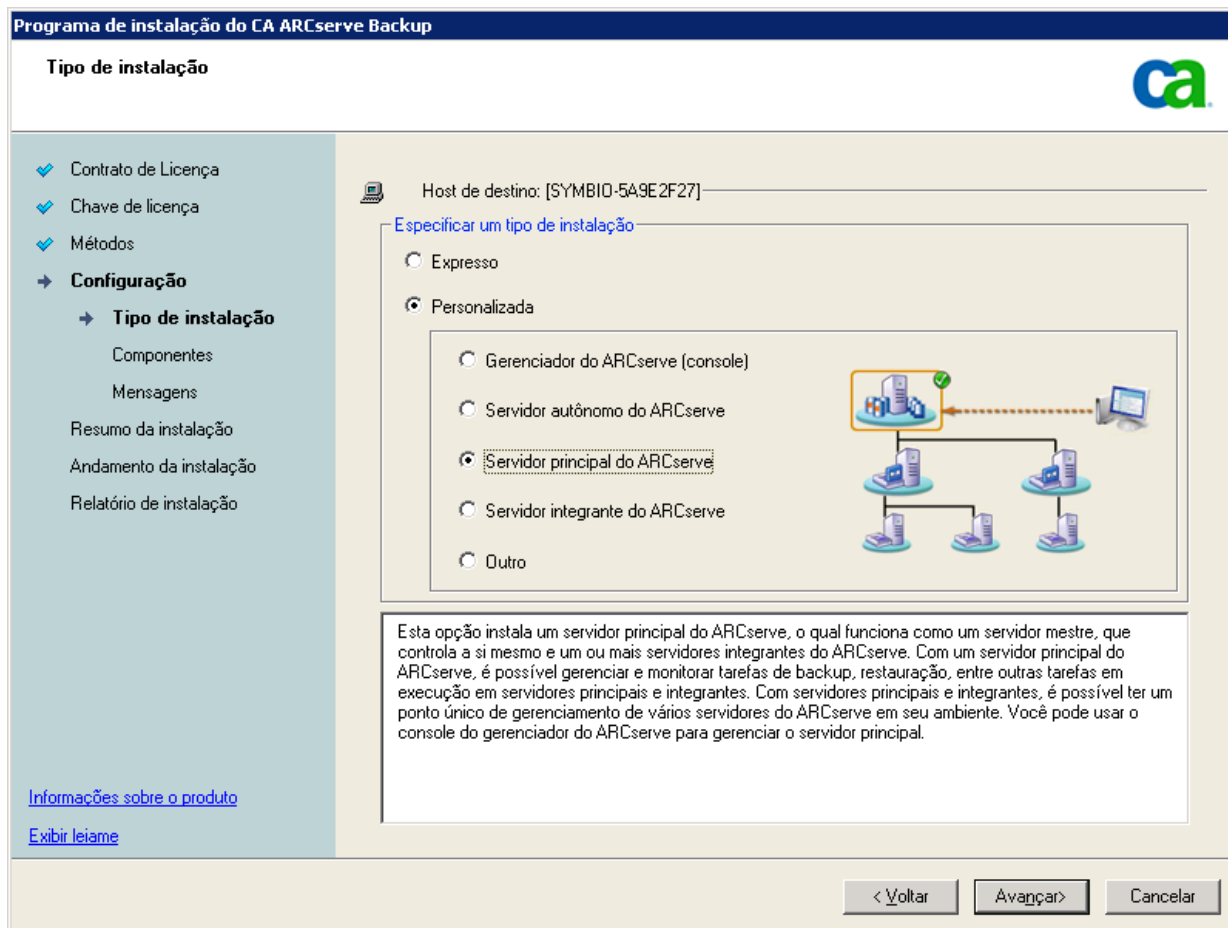 Programa de instalação do CA ARCserve Backup
Tipo de instalação
ca
Contrato de Licença
Chave de licença
Métodos
Configuração
Tipo de instalação
Componentes
Mensagens
Resumo da instalação
Andamento da instalação
Relatório de instalação
Informações sobre o produto
Exibir leiame
Host de destino: [SYMBIO-5A9E2F27]
Especificar um tipo de instalação
Expresso
Personalizada
Gerenciador do ARCserve (console)
Servidor autônomo do ARCserve
Servidor principal do ARCserve
Servidor integrante do ARCserve
Outro
Esta opção instala um servidor principal do ARCserve, o qual funciona como um servidor mestre, que
controla a si mesmo e um ou mais servidores integrantes do ARCserve. Com um servidor principal do
ARCserve, é possível gerenciar e monitorar tarefas de backup, restauração, entre outras tarefas em
execução em servidores principais e integrantes. Com servidores principais e integrantes, é possível ter um
ponto único de gerenciamento de vários servidores do ARCserve em seu ambiente. Você pode usar o
console do gerenciador do ARCserve para gerenciar o servidor principal.
< Voltar
Avançar>
Cancelar